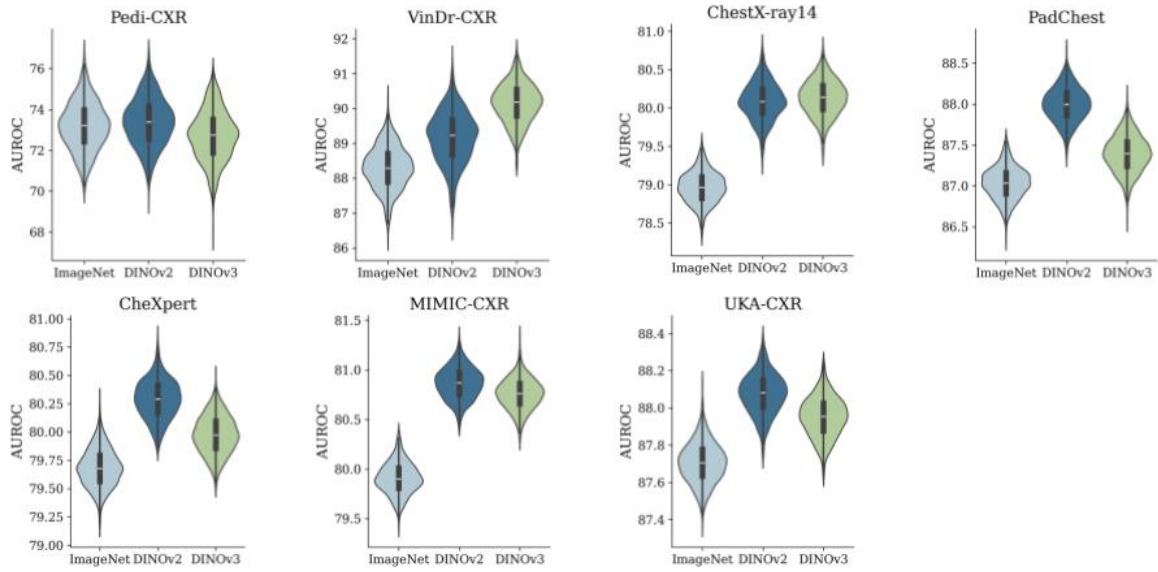 Pedi-CXR
AUROC
76
74
72
70
68
ImageNet DINOv2 DINOv3
VinDr-CXR
92
91
90
89
88
87
86
ImageNet DINOv2 DINOv3
ChestX-ray14
81.0
80.5
80.0
79.5
79.0
78.5
ImageNet DINOv2 DINOv3
PadChest
AUROC
88.5
88.0
87.5
87.0
86.5
ImageNet DINOv2 DINOv3
CheXpert
AUROC
81.00
80.75
80.50
80.25
80.00
79.75
79.50
79.25
79.00
ImageNet DINOv2 DINOv3
MIMIC-CXR
AUROC
81.5
81.0
80.5
80.0
79.5
ImageNet DINOv2 DINOv3
UKA-CXR
AUROC
88.4
88.2
88.0
87.8
87.6
87.4
ImageNet DINOv2 DINOv3